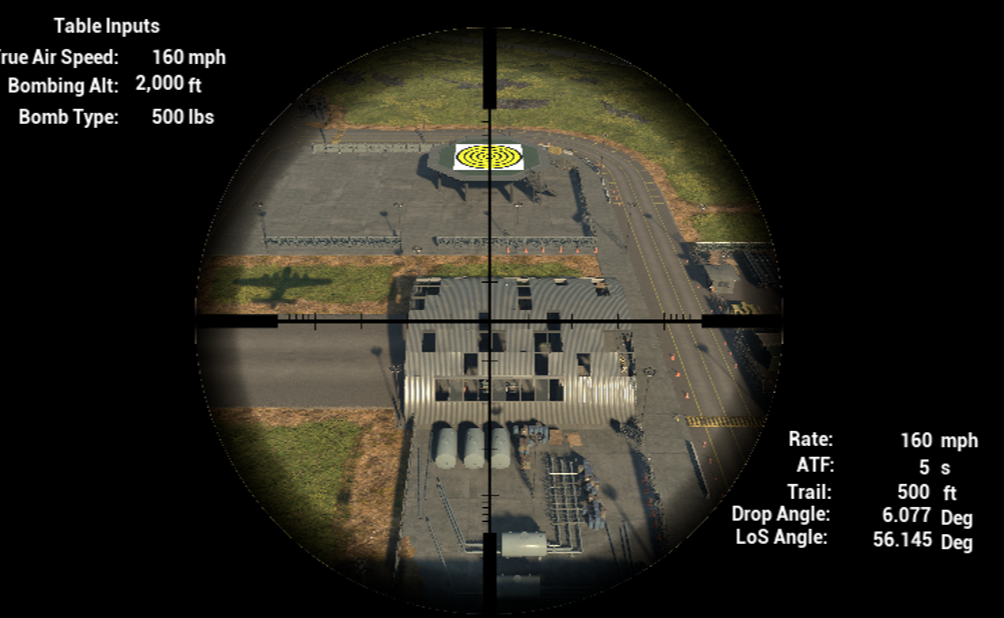 Table Inputs
rue Air Speed: 160 mph
Bombing Alt: 2,000 ft
Bomb Type: 500 lbs
Rate: 160 mph
ATF: 5 s
Trail: 500 ft
Drop Angle: 6.077 Deg
LoS Angle: 56.145 Deg